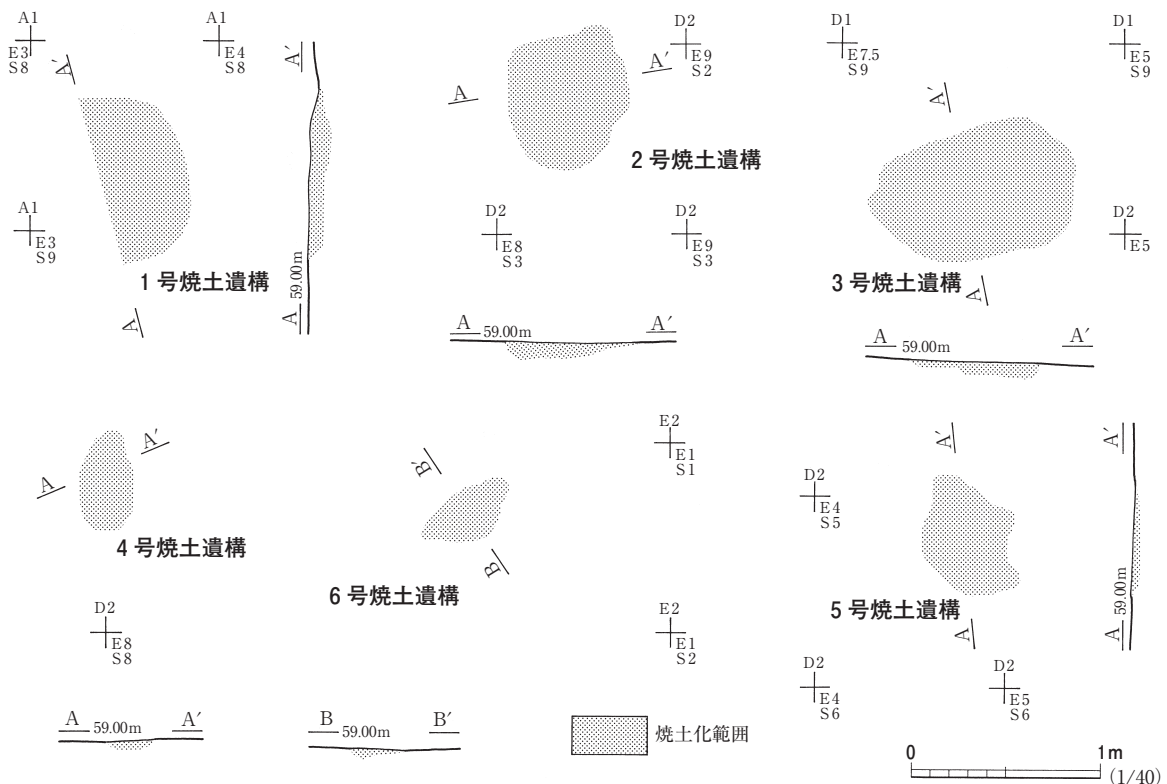 A1
E3
S8
A1
E4
S8
A1
E3
S9
A′
A
A′
59.00m
A
1号焼土遺構
D2
E9
S2
A
A′
2号焼土遺構
D2
E8
S3
D2
E9
S3
A 59.00m A′
D1
E7.5
S9
D1
E5
S9
A′
D2
E5
3号焼土遺構
A
A 59.00m A′
A
A′
4号焼土遺構
D2
E8
S8
A 59.00m A′
B′
B
6号焼土遺構
E2
E1
S1
E2
E1
S2
B 59.00m B′
D2
E4
S5
A′
A
5号焼土遺構
D2
E4
S6
D2
E5
S6
A′
59.00m
A
焼土化範囲
0 1m
(1/40)